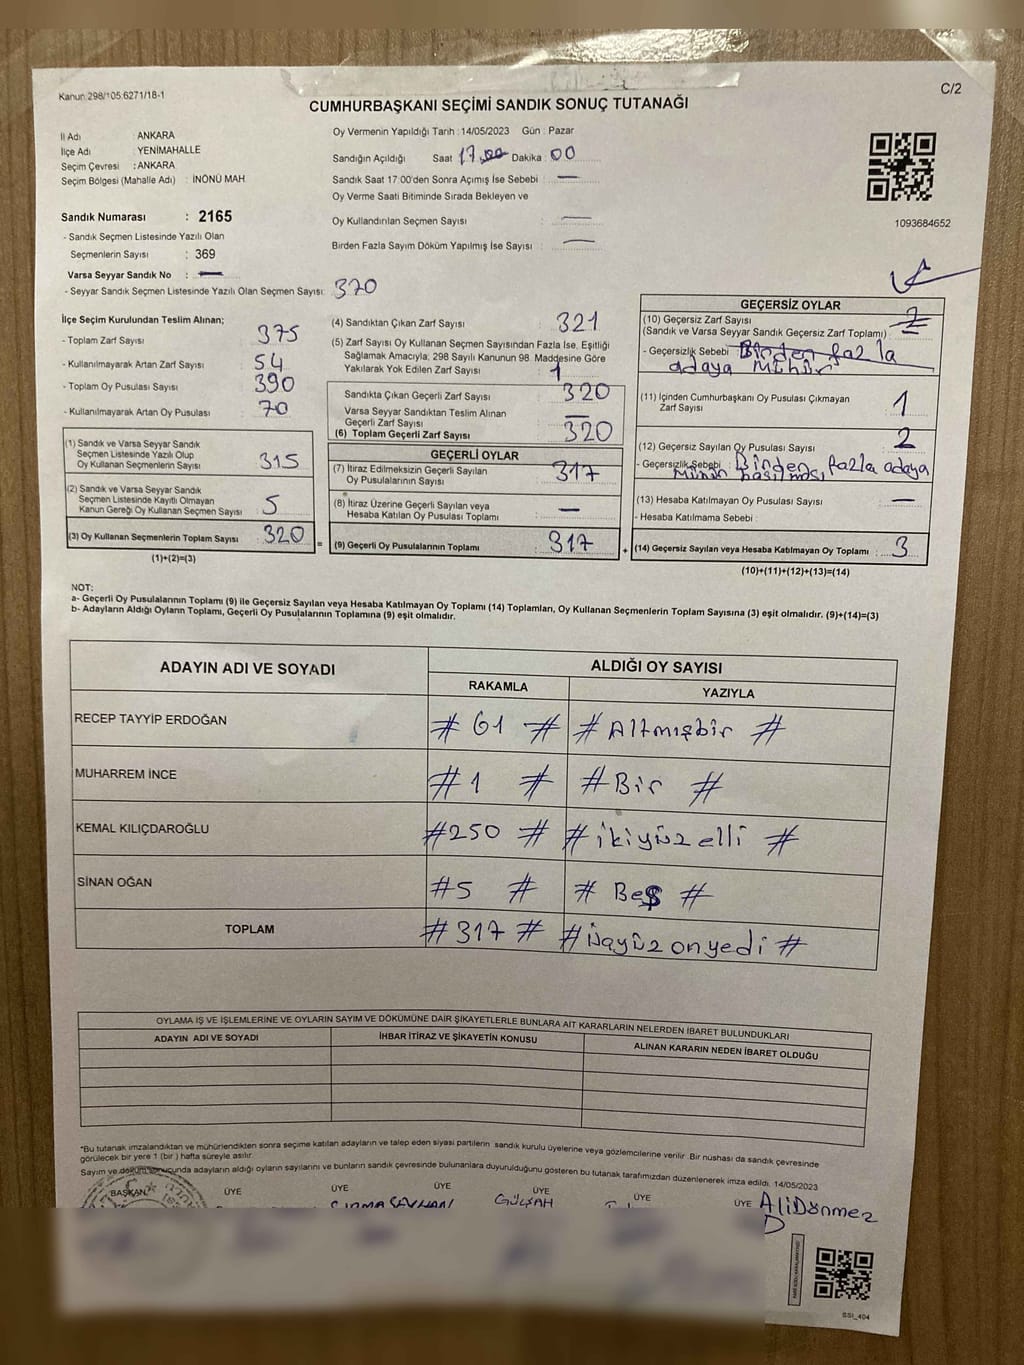 Kanun:298/105.6271/18-1
C/2
CUMHURBAŞKANI SEÇİMİ SANDIK SONUÇ TUTANAĞI
İl Adı : ANKARA
İlçe Adı : YENİMAHALLE
Seçim Çevresi : ANKARA
Seçim Bölgesi (Mahalle Adı) : İNÖNÜ MAH.
Sandık Numarası : 2165
- Sandık Seçmen Listesinde Yazılı Olan
Seçmenlerin Sayısı : 369
Varsa Seyyar Sandık No : —
- Seyyar Sandık Seçmen Listesinde Yazılı Olan Seçmen Sayısı: 370
Oy Vermenin Yapıldığı Tarih : 14/05/2023 Gün : Pazar
Sandığın Açıldığı Saat 17.00 Dakika : 00
Sandık Saat 17:00'den Sonra Açımış İse Sebebi : —
Oy Verme Saati Bitiminde Sırada Bekleyen ve
Oy Kullandırılan Seçmen Sayısı : —
Birden Fazla Sayım Döküm Yapılmış İse Sayısı : —
1093684652
İlçe Seçim Kurulundan Teslim Alınan;
- Toplam Zarf Sayısı : 375
- Kullanılmayarak Artan Zarf Sayısı : 54
- Toplam Oy Pusulası Sayısı : 390
- Kullanılmayarak Artan Oy Pusulası : 70
(1) Sandık ve Varsa Seyyar Sandık
Seçmen Listesinde Yazılı Olup
Oy Kullanan Seçmenlerin Sayısı : 315
(2) Sandık ve Varsa Seyyar Sandık
Seçmen Listesinde Kayıtlı Olmayan
Kanun Gereği Oy Kullanan Seçmen Sayısı : 5
(3) Oy Kullanan Seçmenlerin Toplam Sayısı : 320
(1)+(2)=(3)
(4) Sandıktan Çıkan Zarf Sayısı : 321
(5) Zarf Sayısı Oy Kullanan Seçmen Sayısından Fazla İse, Eşitliği
Sağlamak Amacıyla; 298 Sayılı Kanunun 98. Maddesine Göre
Yakılarak Yok Edilen Zarf Sayısı : 1
Sandıkta Çıkan Geçerli Zarf Sayısı : 320
Varsa Seyyar Sandıktan Teslim Alınan
Geçerli Zarf Sayısı : —
(6) Toplam Geçerli Zarf Sayısı : 320
GEÇERLİ OYLAR
(7) İtiraz Edilmeksizin Geçerli Sayılan
Oy Pusulalarının Sayısı : 317
(8) İtiraz Üzerine Geçerli Sayılan veya
Hesaba Katılan Oy Pusulası Toplamı : —
= (9) Geçerli Oy Pusulalarının Toplamı : 317 +
GEÇERSİZ OYLAR
(10) Geçersiz Zarf Sayısı
(Sandık ve Varsa Seyyar Sandık Geçersiz Zarf Toplamı) :
- Geçersizlik Sebebi : Birden fazla
adaya Mühür
(11) İçinden Cumhurbaşkanı Oy Pusulası Çıkmayan
Zarf Sayısı : 1
(12) Geçersiz Sayılan Oy Pusulası Sayısı : 2
- Geçersizlik Sebebi : Birden fazla adaya
Mühür basılması
(13) Hesaba Katılmayan Oy Pusulası Sayısı : —
- Hesaba Katılmama Sebebi :
(14) Geçersiz Sayılan veya Hesaba Katılmayan Oy Toplamı : 3
(10)+(11)+(12)+(13)=(14)
NOT:
a- Geçerli Oy Pusulalarının Toplamı (9) ile Geçersiz Sayılan veya Hesaba Katılmayan Oy Toplamı (14) Toplamları, Oy Kullanan Seçmenlerin Toplam Sayısına (3) eşit olmalıdır. (9)+(14)=(3)
b- Adayların Aldığı Oyların Toplamı, Geçerli Oy Pusulalarının Toplamına (9) eşit olmalıdır.
ADAYIN ADI VE SOYADI
ALDIĞI OY SAYISI
RAKAMLA YAZIYLA
RECEP TAYYİP ERDOĞAN # 61 # # Altmışbir #
MUHARREM İNCE # 1 # # Bir #
KEMAL KILIÇDAROĞLU #250 # # ikiyüz elli #
SİNAN OĞAN #5 # # Beş #
TOPLAM # 317 # # üçyüz onyedi #
OYLAMA İŞ VE İŞLEMLERİNE VE OYLARIN SAYIM VE DÖKÜMÜNE DAİR ŞİKAYETLERLE BUNLARA AİT KARARLARIN NELERDEN İBARET BULUNDUKLARI
ADAYIN ADI VE SOYADI İHBAR İTİRAZ VE ŞİKAYETİN KONUSU ALINAN KARARIN NEDEN İBARET OLDUĞU
*Bu tutanak imzalandıktan ve mühürlendikten sonra seçime katılan adayların ve talep eden siyasi partilerin sandık kurulu üyelerine veya gözlemcilerine verilir. Bir nüshası da sandık çevresinde
görülecek bir yere 1 (bir ) hafta süreyle asılır.
Sayım ve döküm sonucunda adayların aldığı oyların sayılarını ve bunların sandık çevresinde bulunanlara duyurulduğunu gösteren bu tutanak tarafımızdan düzenlenerek imza edildi. 14/05/2023
BAŞKAN ÜYE ÜYE ÜYE ÜYE ÜYE ÜYE Ali Dönmez
GÜLŞAH
SSİ_404